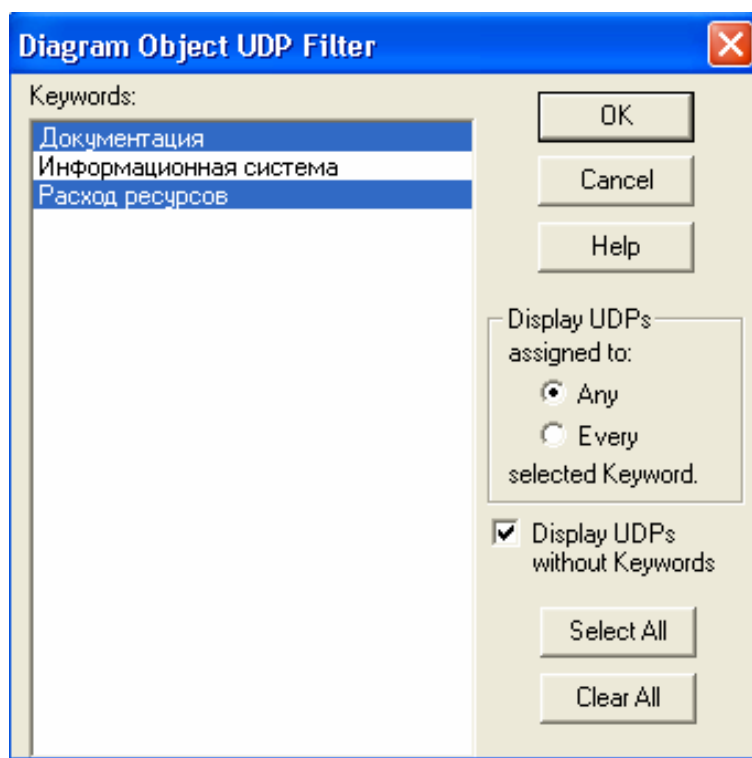 Diagram Object UDP Filter
Keywords:
Документация
Информационная система
Расход ресурсов
OK
Cancel
Help
Display UDPs
assigned to:
Any
Every
selected Keyword.
Display UDPs
without Keywords
Select All
Clear All